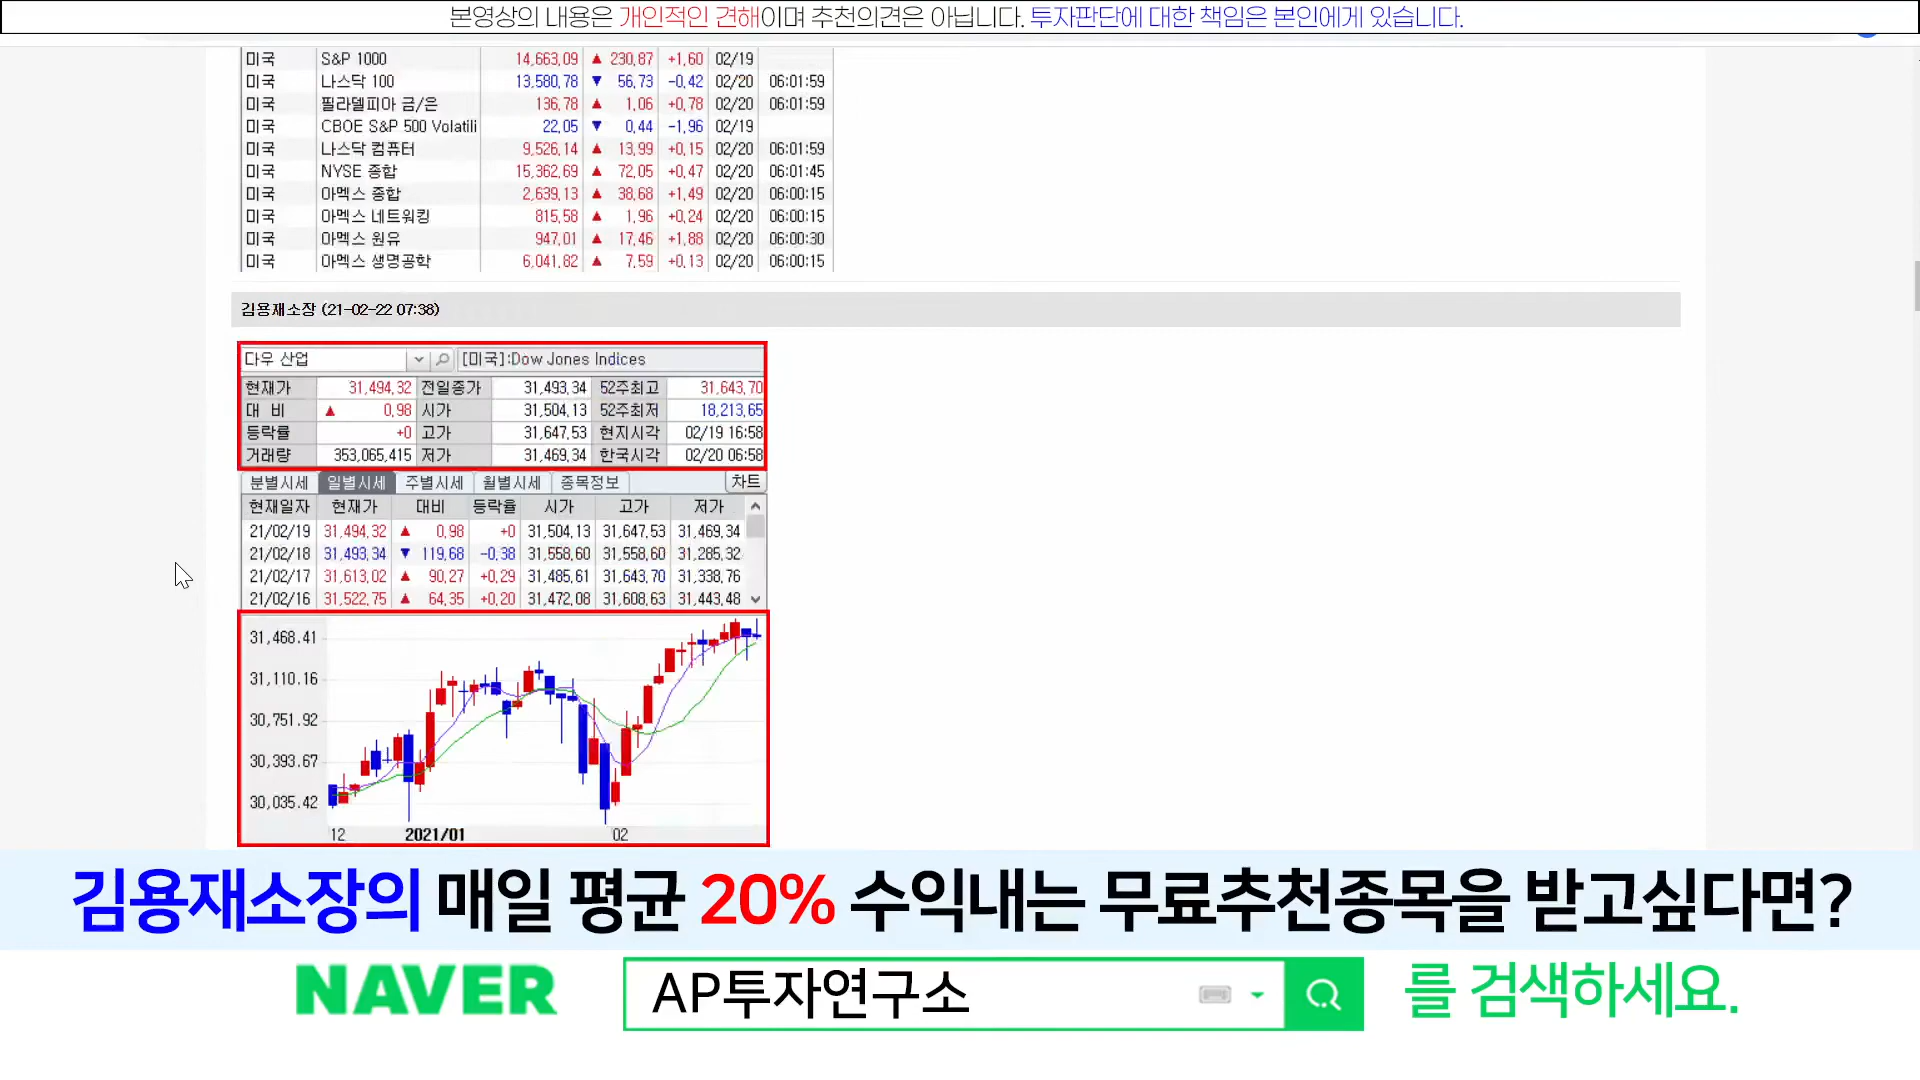 본영상의 내용은 개인적인 견해이며 추천의견은 아닙니다. 투자판단에 대한 책임은 본인에게 있습니다.
미국 S&P 1000 14,663,09 ▲ 230,87 +1,60 02/19
미국 나스닥 100 13,580,78 ▼ 56,73 -0,42 02/20 06:01:59
미국 필라델피아 금/은 136,78 ▲ 1,06 +0,78 02/20 06:01:59
미국 CBOE S&P 500 Volatili 22,05 ▼ 0,44 -1,96 02/19
미국 나스닥 컴퓨터 9,526,14 ▲ 13,99 +0,15 02/20 06:01:59
미국 NYSE 종합 15,362,69 ▲ 72,05 +0,47 02/20 06:01:45
미국 아멕스 종합 2,639,13 ▲ 38,68 +1,49 02/20 06:00:15
미국 아멕스 네트워킹 815,58 ▲ 1,96 +0,24 02/20 06:00:15
미국 아멕스 원유 947,01 ▲ 17,46 +1,88 02/20 06:00:30
미국 아멕스 생명공학 6,041,82 ▲ 7,59 +0,13 02/20 06:00:15
김용재소장 (21-02-22 07:38)
다우 산업 [미국]:Dow Jones Indices
현재가 31,494,32 전일종가 31,493,34 52주최고 31,643,70
대 비 ▲ 0,98 시가 31,504,13 52주최저 18,213,65
등락률 +0 고가 31,647,53 현지시각 02/19 16:58
거래량 353,065,415 저가 31,469,34 한국시각 02/20 06:58
분별시세 일별시세 주별시세 월별시세 종목정보 차트
현재일자 현재가 대비 등락율 시가 고가 저가
21/02/19 31,494,32 ▲ 0,98 +0 31,504,13 31,647,53 31,469,34
21/02/18 31,493,34 ▼ 119,68 -0,38 31,558,60 31,558,60 31,285,32
21/02/17 31,613,02 ▲ 90,27 +0,29 31,485,61 31,643,70 31,338,76
21/02/16 31,522,75 ▲ 64,35 +0,20 31,472,08 31,608,63 31,443,48
31,468.41
31,110.16
30,751.92
30,393.67
30,035.42
12 2021/01 02
김용재소장의 매일 평균 20% 수익내는 무료추천종목을 받고싶다면?
NAVER AP투자연구소 를 검색하세요.